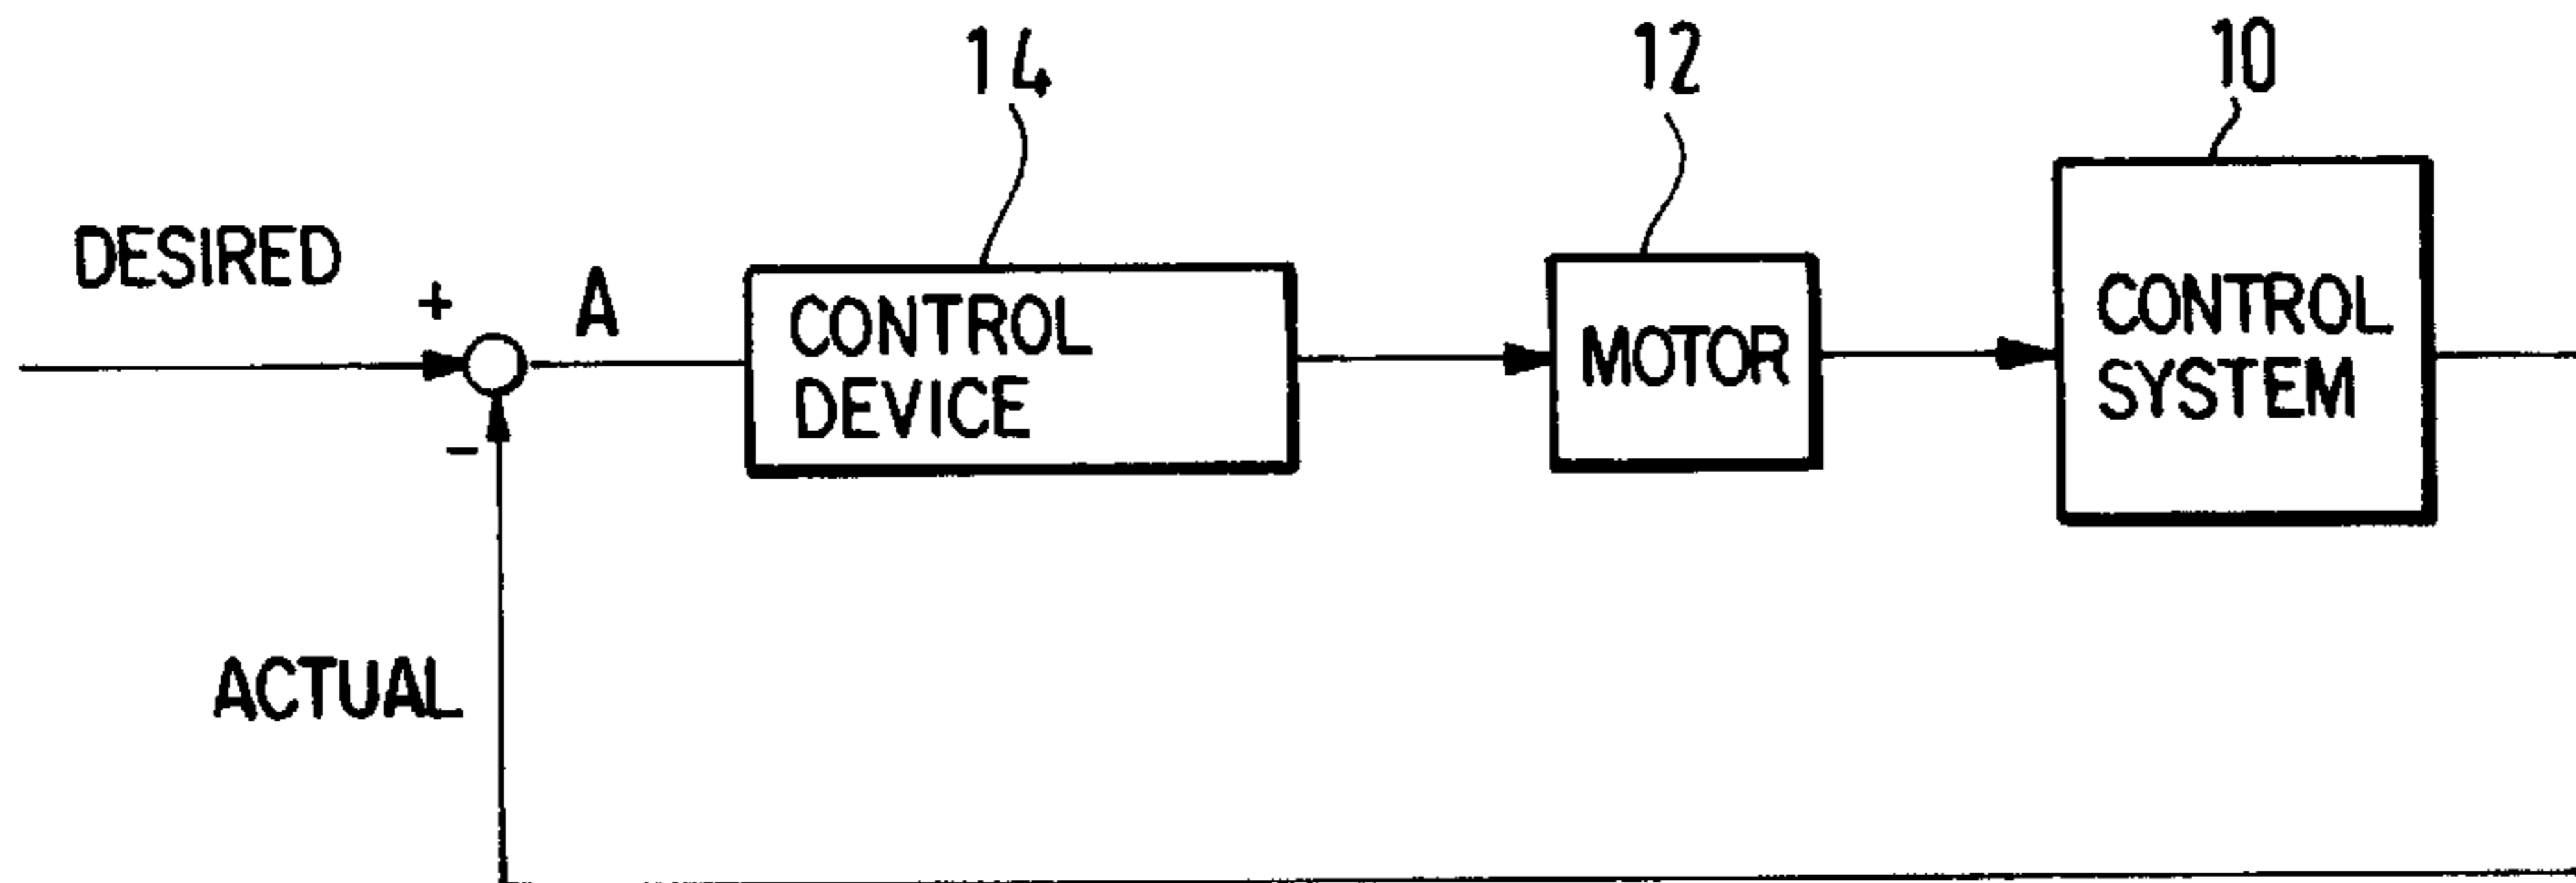 14
12
10
DESIRED
+
A
CONTROL
DEVICE
MOTOR
CONTROL
SYSTEM
-
ACTUAL